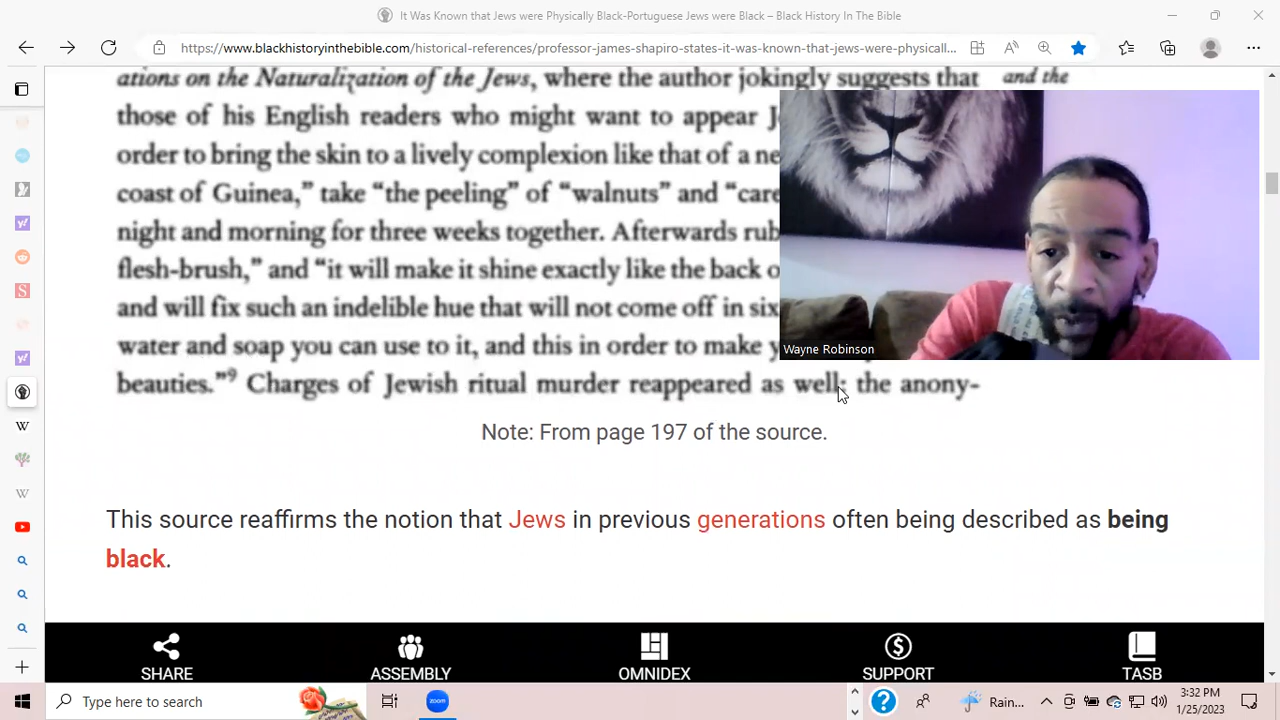 It Was Known that Jews were Physically Black-Portuguese Jews were Black – Black History In The Bible
https://www.blackhistoryinthebible.com/historical-references/professor-james-shapiro-states-it-was-known-that-jews-were-physicall...
ations on the Naturalization of the Jews, where the author jokingly suggests that and the
those of his English readers who might want to appear
order to bring the skin to a lively complexion like that of a
coast of Guinea," take "the peeling" of "walnuts" and
night and morning for three weeks together. Afterwards rub
flesh-brush," and "it will make it shine exactly like the back
and will fix such an indelible hue that will not come off in six
water and soap you can use to it, and this in order to make
beauties."9 Charges of Jewish ritual murder reappeared as well; the anony-
Wayne Robinson
Note: From page 197 of the source.
This source reaffirms the notion that Jews in previous generations often being described as being
black.
SHARE
ASSEMBLY
OMNIDEX
SUPPORT
TASB
Type here to search
zoom
Rain...
3:32 PM
1/25/2023